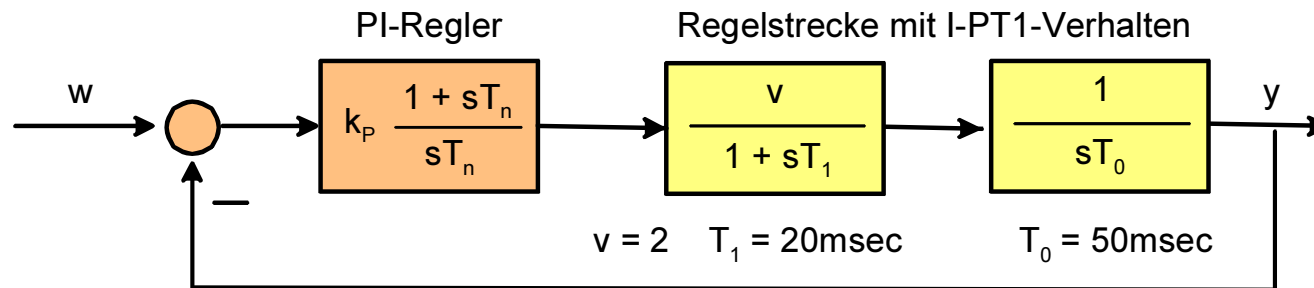 PI-Regler
Regelstrecke mit I-PT1-Verhalten
w
k_P (1 + sT_n) / (sT_n)
v / (1 + sT_1)
1 / (sT_0)
y
—
v = 2 T_1 = 20msec
T_0 = 50msec